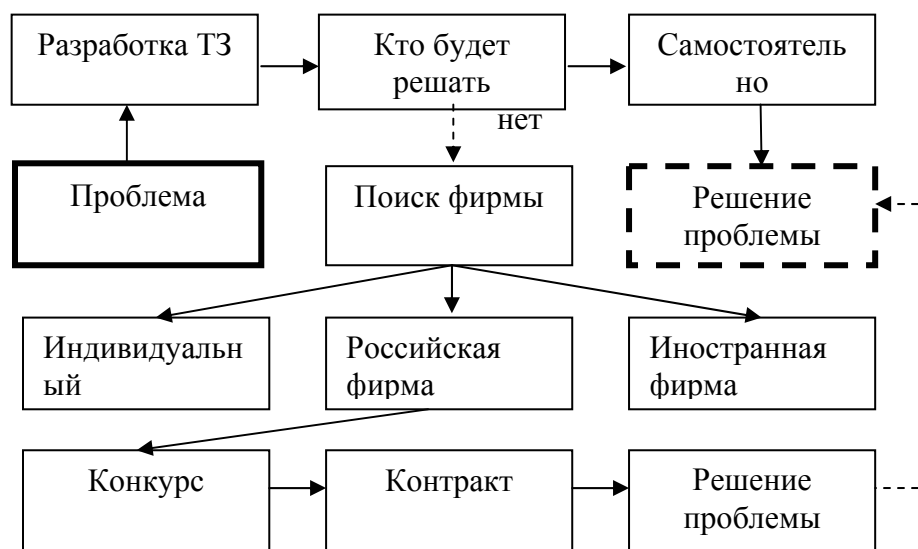 Разработка ТЗ
Кто будет
решать
Самостоятель
но
нет
Проблема
Поиск фирмы
Решение
проблемы
Индивидуальн
ый
Российская
фирма
Иностранная
фирма
Конкурс
Контракт
Решение
проблемы